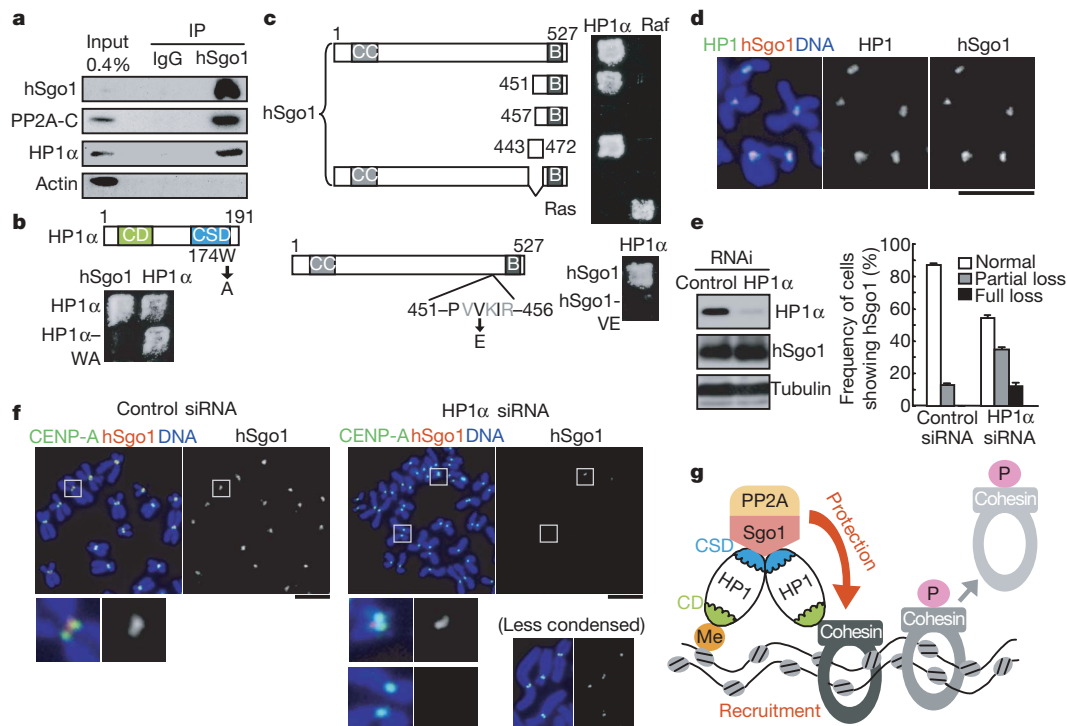 a
Input
0.4%
IP
IgG hSgo1
hSgo1
PP2A-C
HP1α
Actin
b
1 191
HP1α CD CSD
174W
A
hSgo1 HP1α
HP1α
HP1α–
WA
c
1 527
HP1α Raf
CC B
451 B
hSgo1
457 B
443 472
CC B
Ras
1 527
CC B
451–PVVKIR–456
E
HP1α
hSgo1
hSgo1-
VE
d
HP1 hSgo1 DNA HP1 hSgo1
e
RNAi
Control HP1α
HP1α
hSgo1
Tubulin
Frequency of cells
showing hSgo1 (%)
100
80
60
40
20
0
Normal
Partial loss
Full loss
Control
siRNA
HP1α
siRNA
f
Control siRNA
CENP-A hSgo1 DNA hSgo1
HP1α siRNA
CENP-A hSgo1 DNA hSgo1
(Less condensed)
g
PP2A
Sgo1
CSD
HP1 HP1
CD
Me
Protection
Cohesin
P
Cohesin
P
Cohesin
Recruitment